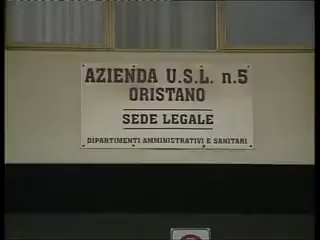 AZIENDA U.S.L. n.5
ORISTANO
SEDE LEGALE
DIPARTIMENTI AMMINISTRATIVI E SANITARI